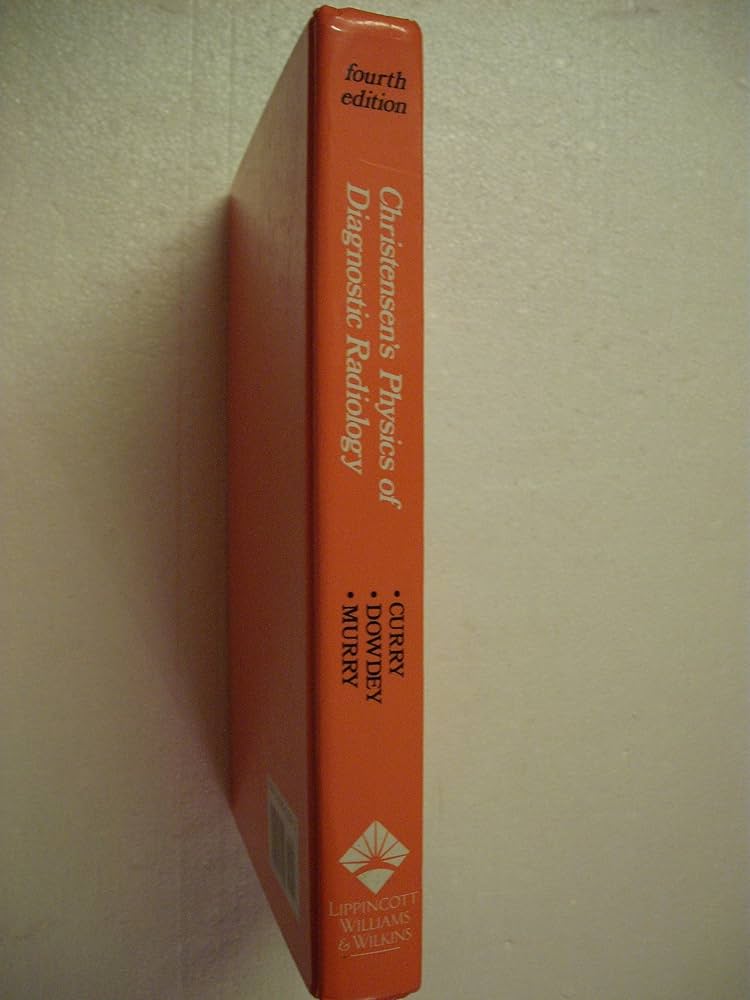 fourth
edition
Christensen's Physics of
Diagnostic Radiology
• CURRY
• DOWDEY
• MURRY
LIPPINCOTT
WILLIAMS
& WILKINS